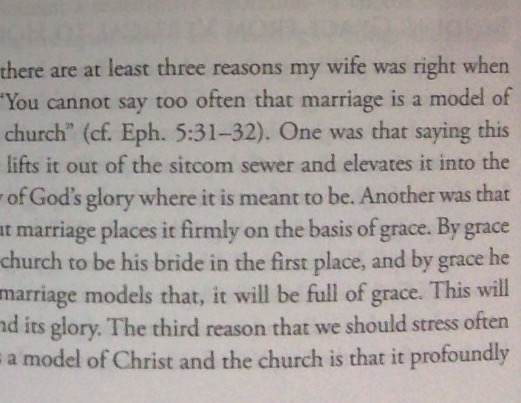 there are at least three reasons my wife was right when
"You cannot say too often that marriage is a model of
church" (cf. Eph. 5:31–32). One was that saying this
lifts it out of the sitcom sewer and elevates it into the
of God's glory where it is meant to be. Another was that
marriage places it firmly on the basis of grace. By grace
church to be his bride in the first place, and by grace he
marriage models that, it will be full of grace. This will
its glory. The third reason that we should stress often
a model of Christ and the church is that it profoundly